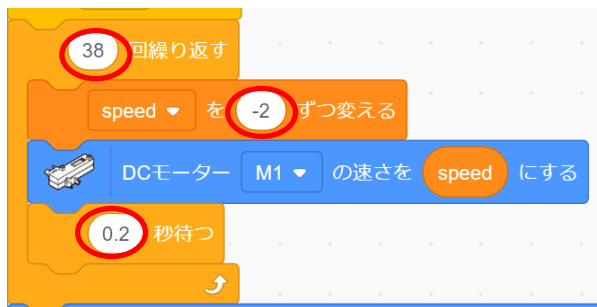 38 回繰り返す
speed ▼ を -2 ずつ変える
DCモーター M1 ▼ の速さを speed にする
0.2 秒待つ